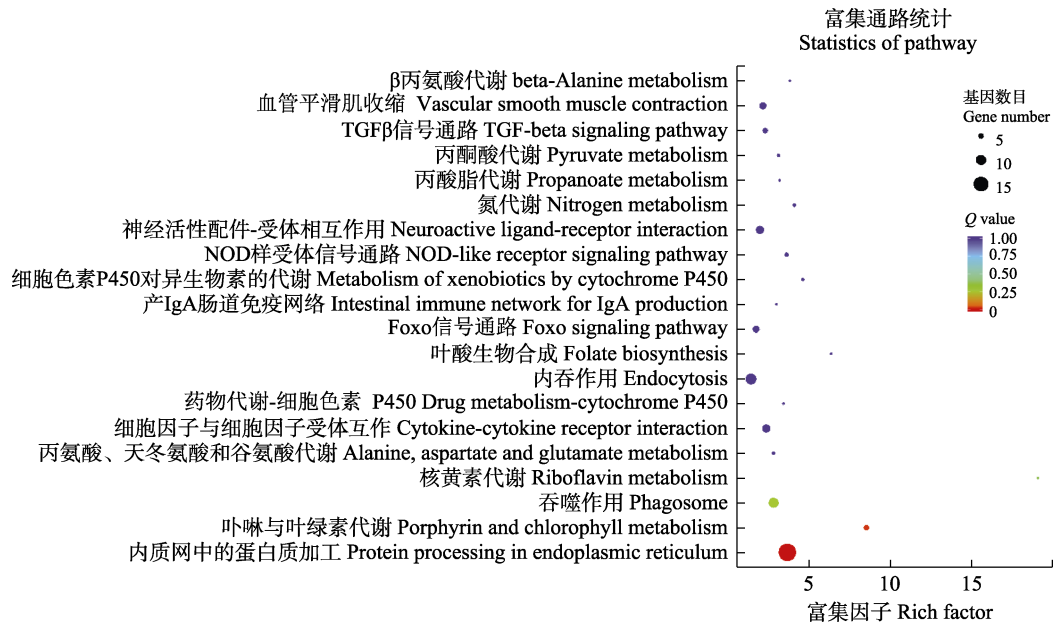 富集通路统计
Statistics of pathway
β丙氨酸代谢 beta-Alanine metabolism
血管平滑肌收缩 Vascular smooth muscle contraction
TGFβ信号通路 TGF-beta signaling pathway
丙酮酸代谢 Pyruvate metabolism
丙酸脂代谢 Propanoate metabolism
氮代谢 Nitrogen metabolism
神经活性配件-受体相互作用 Neuroactive ligand-receptor interaction
NOD样受体信号通路 NOD-like receptor signaling pathway
细胞色素P450对异生物素的代谢 Metabolism of xenobiotics by cytochrome P450
产IgA肠道免疫网络 Intestinal immune network for IgA production
Foxo信号通路 Foxo signaling pathway
叶酸生物合成 Folate biosynthesis
内吞作用 Endocytosis
药物代谢-细胞色素 P450 Drug metabolism-cytochrome P450
细胞因子与细胞因子受体互作 Cytokine-cytokine receptor interaction
丙氨酸、天冬氨酸和谷氨酸代谢 Alanine, aspartate and glutamate metabolism
核黄素代谢 Riboflavin metabolism
吞噬作用 Phagosome
卟啉与叶绿素代谢 Porphyrin and chlorophyll metabolism
内质网中的蛋白质加工 Protein processing in endoplasmic reticulum
5 10 15
富集因子 Rich factor
基因数目
Gene number
5
10
15
Q value
1.00
0.75
0.50
0.25
0